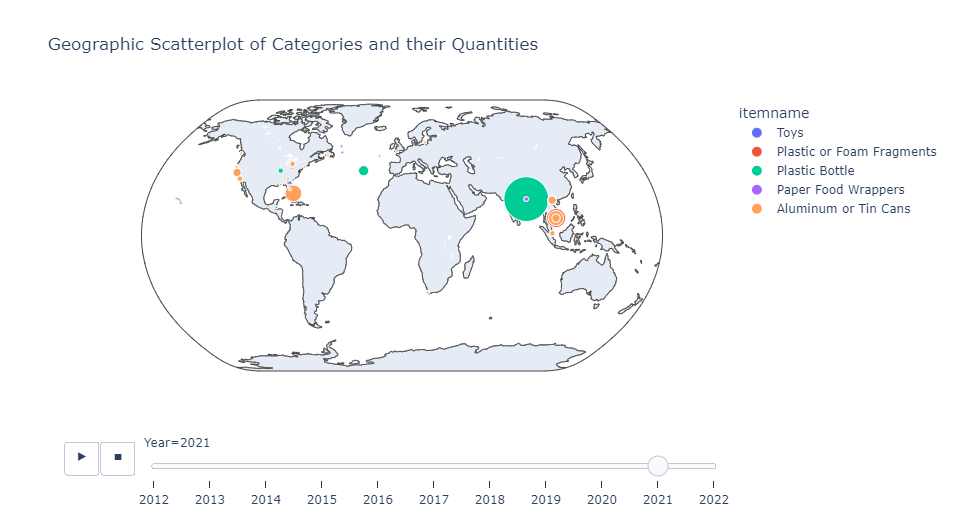 Geographic Scatterplot of Categories and their Quantities
itemname
Toys
Plastic or Foam Fragments
Plastic Bottle
Paper Food Wrappers
Aluminum or Tin Cans
Year=2021
2012 2013 2014 2015 2016 2017 2018 2019 2020 2021 2022